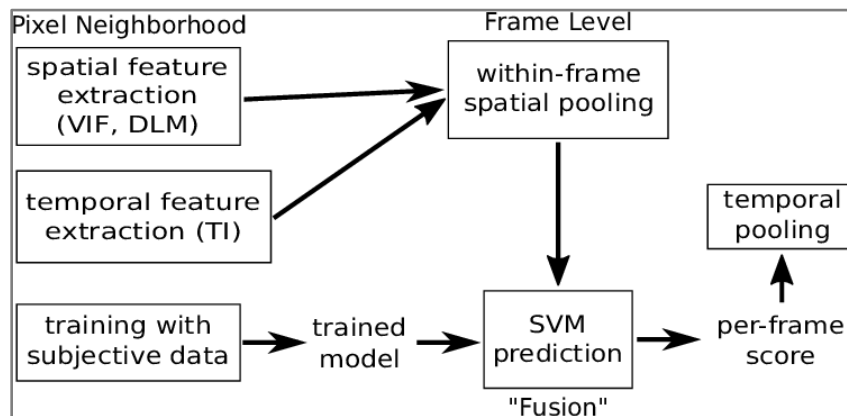 Pixel Neighborhood
spatial feature
extraction
(VIF, DLM)
temporal feature
extraction (TI)
training with
subjective data
trained
model
Frame Level
within-frame
spatial pooling
SVM
prediction
"Fusion"
per-frame
score
temporal
pooling